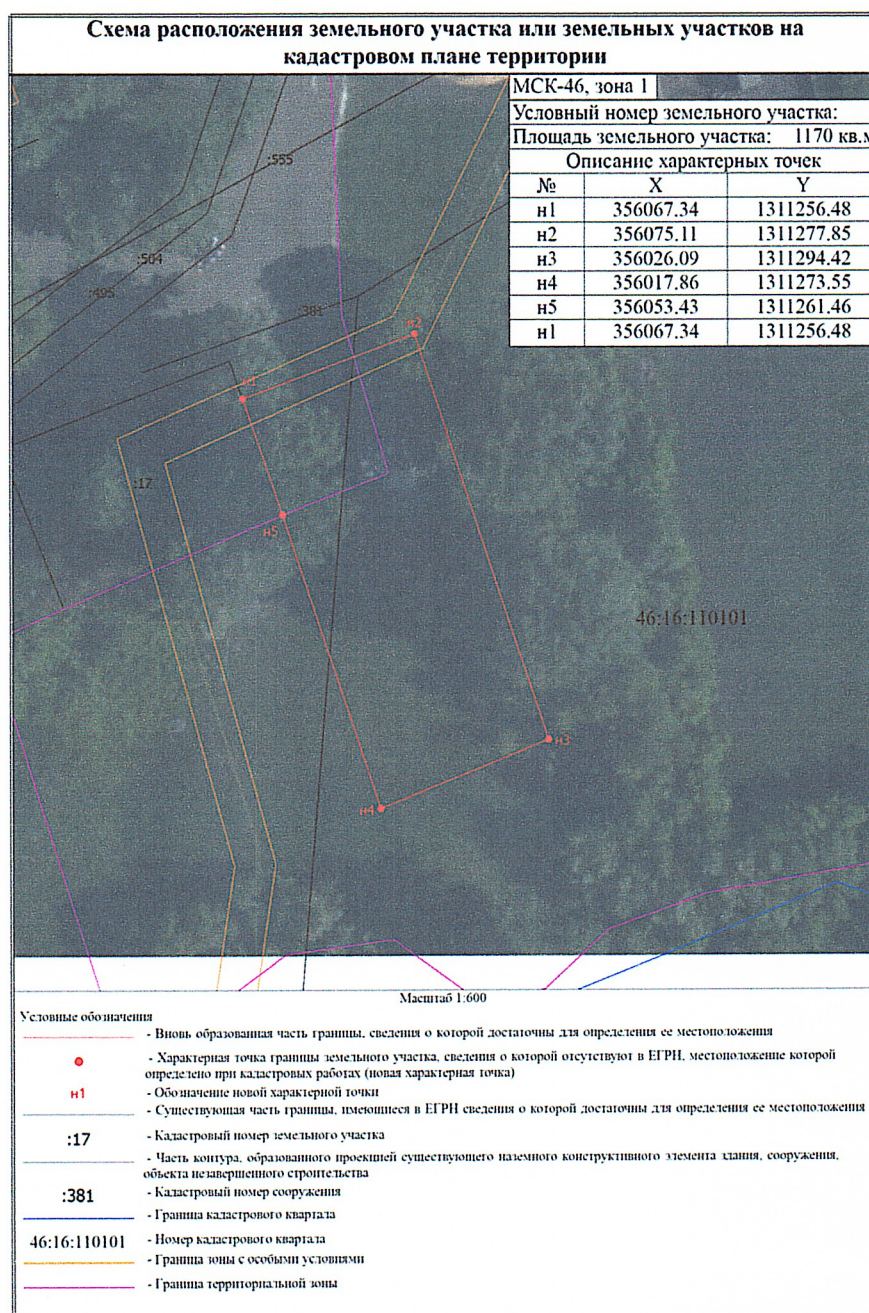 Схема расположения земельного участка или земельных участков на
кадастровом плане территории
МСК-46, зона 1
Условный номер земельного участка:
Площадь земельного участка: 1170 кв.м
Описание характерных точек
№ X Y
н1 356067.34 1311256.48
н2 356075.11 1311277.85
н3 356026.09 1311294.42
н4 356017.86 1311273.55
н5 356053.43 1311261.46
н1 356067.34 1311256.48
:555
:504
:495
:381
н2
н1
:17
н5
46:16:110101
н3
н4
Масштаб 1:600
Условные обозначения
- Вновь образованная часть границы, сведения о которой достаточны для определения ее местоположения
- Характерная точка границы земельного участка, сведения о которой отсутствуют в ЕГРН, местоположение которой
определено при кадастровых работах (новая характерная точка)
н1 - Обозначение новой характерной точки
- Существующая часть границы, имеющиеся в ЕГРН сведения о которой достаточны для определения ее местоположения
:17 - Кадастровый номер земельного участка
- Часть контура, образованного проекцией существующего наземного конструктивного элемента здания, сооружения,
объекта незавершенного строительства
:381 - Кадастровый номер сооружения
- Граница кадастрового квартала
46:16:110101 - Номер кадастрового квартала
- Граница зоны с особыми условиями
- Граница территориальной зоны